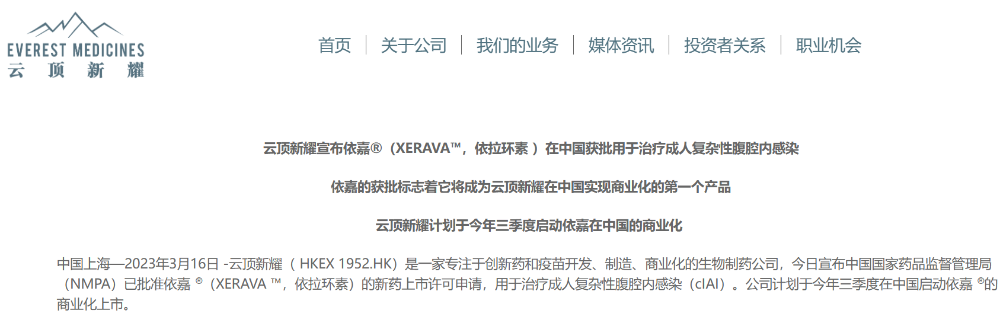 EVEREST MEDICINES
云顶新耀
首页 | 关于公司 | 我们的业务 | 媒体资讯 | 投资者关系 | 职业机会
云顶新耀宣布依嘉®（XERAVA™，依拉环素 ）在中国获批用于治疗成人复杂性腹腔内感染
依嘉的获批标志着它将成为云顶新耀在中国实现商业化的第一个产品
云顶新耀计划于今年三季度启动依嘉在中国的商业化
中国上海—2023年3月16日 -云顶新耀（ HKEX 1952.HK）是一家专注于创新药和疫苗开发、制造、商业化的生物制药公司，今日宣布中国国家药品监督管理局
（NMPA）已批准依嘉 ®（XERAVA ™，依拉环素）的新药上市许可申请，用于治疗成人复杂性腹腔内感染（cIAI）。公司计划于今年三季度在中国启动依嘉 ®的
商业化上市。